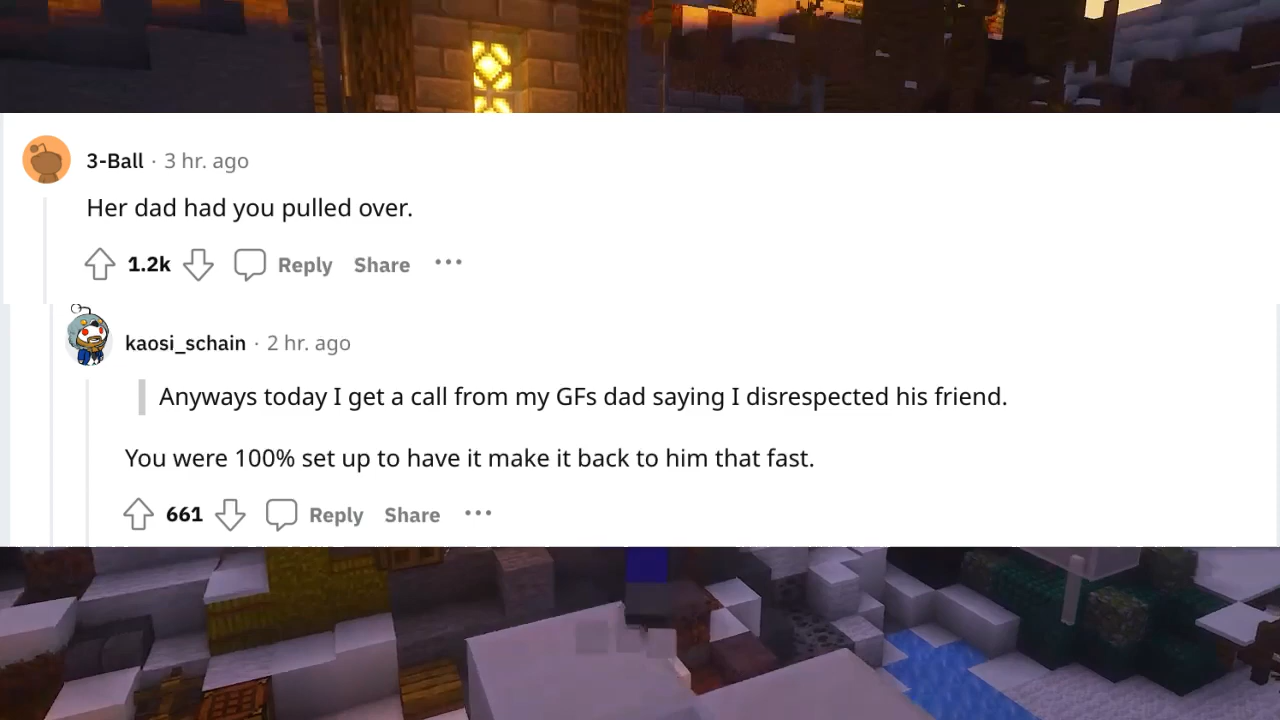 3-Ball · 3 hr. ago
Her dad had you pulled over.
1.2k Reply Share ···
kaosi_schain · 2 hr. ago
Anyways today I get a call from my GFs dad saying I disrespected his friend.
You were 100% set up to have it make it back to him that fast.
661 Reply Share ···